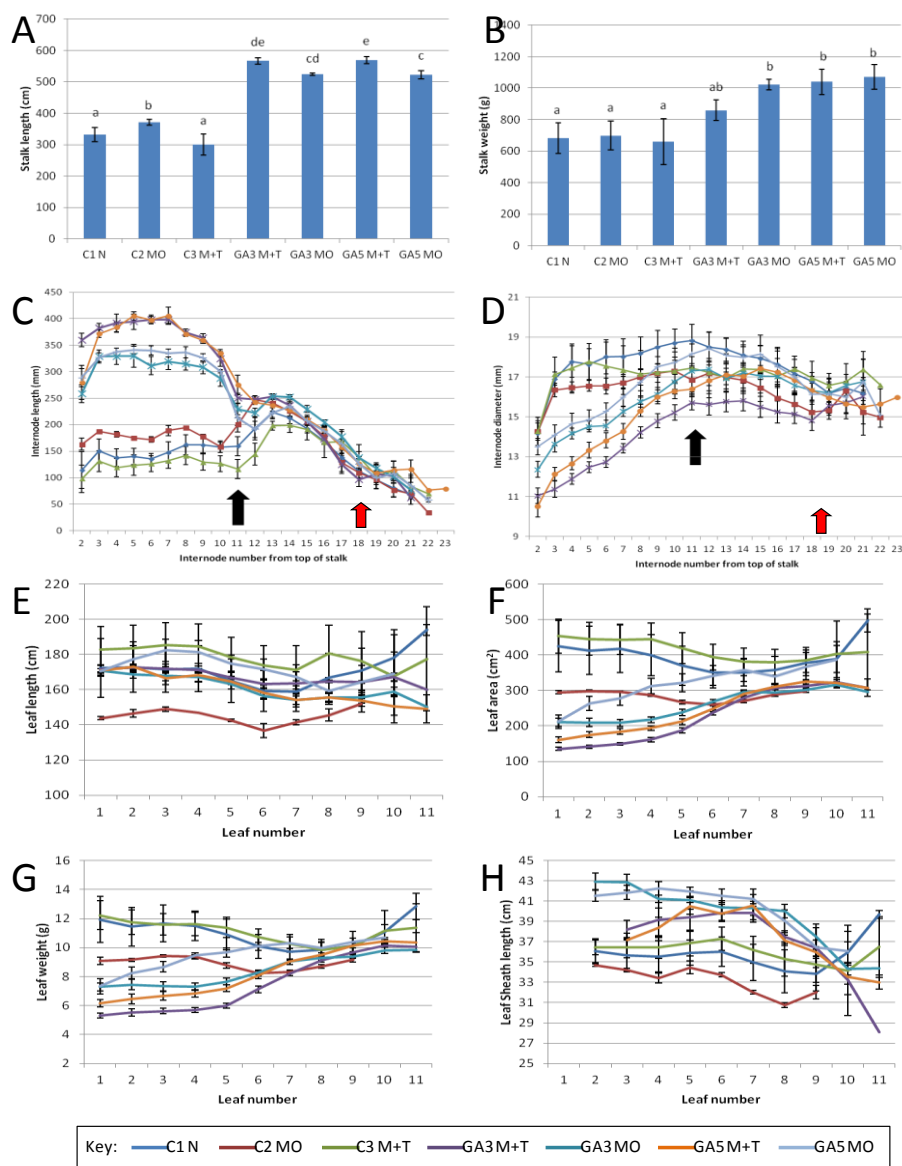 A
Stalk length (cm)
700
600
500
400
300
200
100
0
a
b
a
de
cd
e
c
C1 N C2 MO C3 M+T GA3 M+T GA3 MO GA5 M+T GA5 MO
B
Stalk weight (g)
1400
1200
1000
800
600
400
200
0
a
a
a
ab
b
b
b
C1 N C2 MO C3 M+T GA3 M+T GA3 MO GA5 M+T GA5 MO
C
Internode length (mm)
450
400
350
300
250
200
150
100
50
0
2 3 4 5 6 7 8 9 10 11 12 13 14 15 16 17 18 19 20 21 22 23
Internode number from top of stalk
D
Internode diameter (mm)
21
19
17
15
13
11
9
2 3 4 5 6 7 8 9 10 11 12 13 14 15 16 17 18 19 20 21 22 23
Internode number from top of stalk
E
Leaf length (cm)
220
200
180
160
140
120
100
1 2 3 4 5 6 7 8 9 10 11
Leaf number
F
Leaf area (cm²)
600
500
400
300
200
100
0
1 2 3 4 5 6 7 8 9 10 11
Leaf number
G
Leaf weight (g)
16
14
12
10
8
6
4
2
1 2 3 4 5 6 7 8 9 10 11
Leaf number
H
Leaf Sheath length (cm)
45
43
41
39
37
35
33
31
29
27
25
1 2 3 4 5 6 7 8 9 10 11
Leaf number
Key: C1 N C2 MO C3 M+T GA3 M+T GA3 MO GA5 M+T GA5 MO